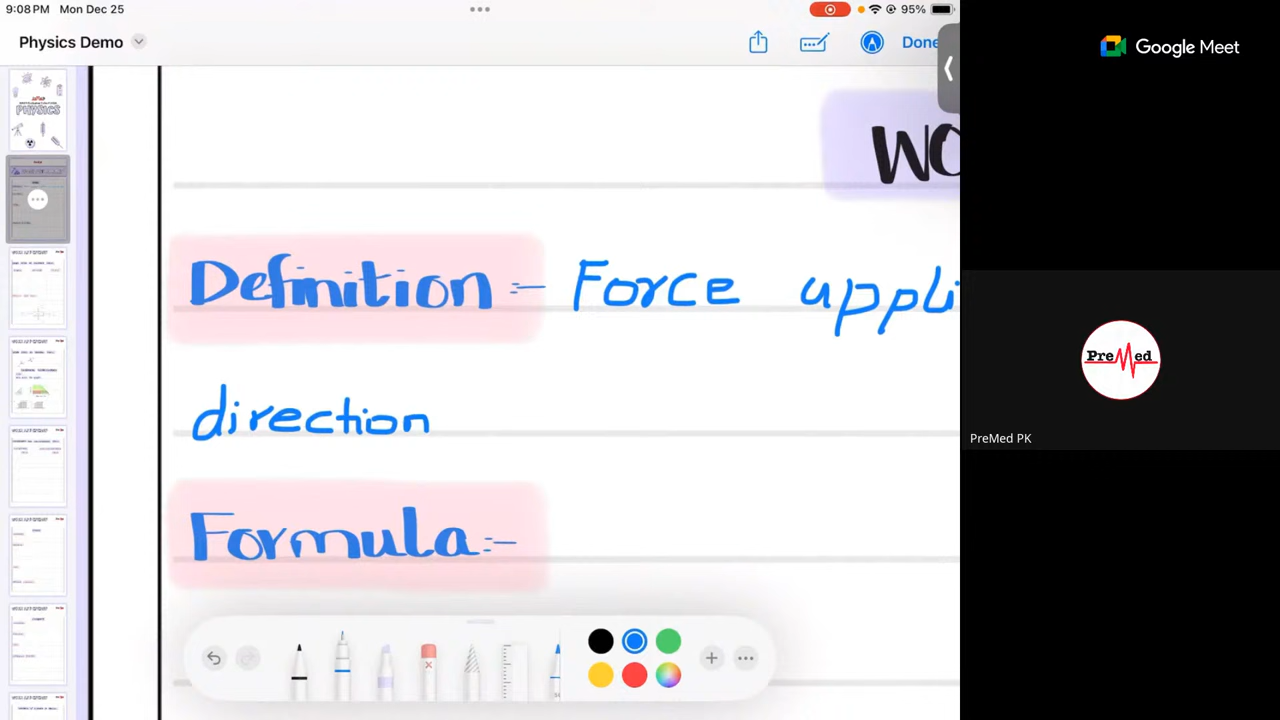 9:08 PM Mon Dec 25
95%
Physics Demo
Done
Google Meet
PHYSICS
WO
Definition :- Force appli
direction
Formula:-
PreMed
PreMed PK